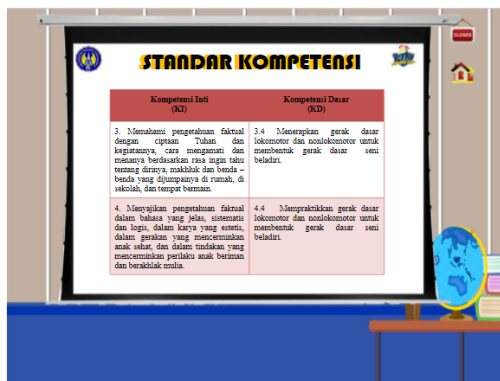 CLOSED
STANDAR KOMPETENSI
Kompetensi Inti
(KI)
Kompetensi Dasar
(KD)
3. Memahami pengetahuan faktual
dengan ciptaan Tuhan dan
kegiatannya, cara mengamati dan
menanya berdasarkan rasa ingin tahu
tentang dirinya, makhluk dan benda –
benda yang dijumpainya di rumah, di
sekolah, dan tempat bermain.
3.4 Menerapkan gerak dasar
lokomotor dan nonlokomotor untuk
membentuk gerak dasar seni
beladiri.
4. Menyajikan pengetahuan faktual
dalam bahasa yang jelas, sistematis
dan logis, dalam karya yang estetis,
dalam gerakan yang mencerminkan
anak sehat, dan dalam tindakan yang
mencerminkan perilaku anak beriman
dan berakhlak mulia.
4.4 Mempraktikkan gerak dasar
lokomotor dan nonlokomotor untuk
membentuk gerak dasar seni
beladiri.